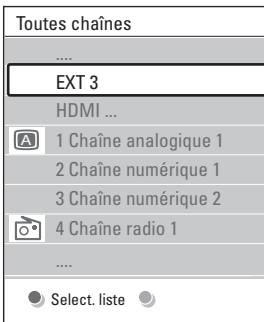 Toutes chaînes
....
EXT 3
HDMI ...
A 1 Chaîne analogique 1
2 Chaîne numérique 1
3 Chaîne numérique 2
4 Chaîne radio 1
....
Select. liste